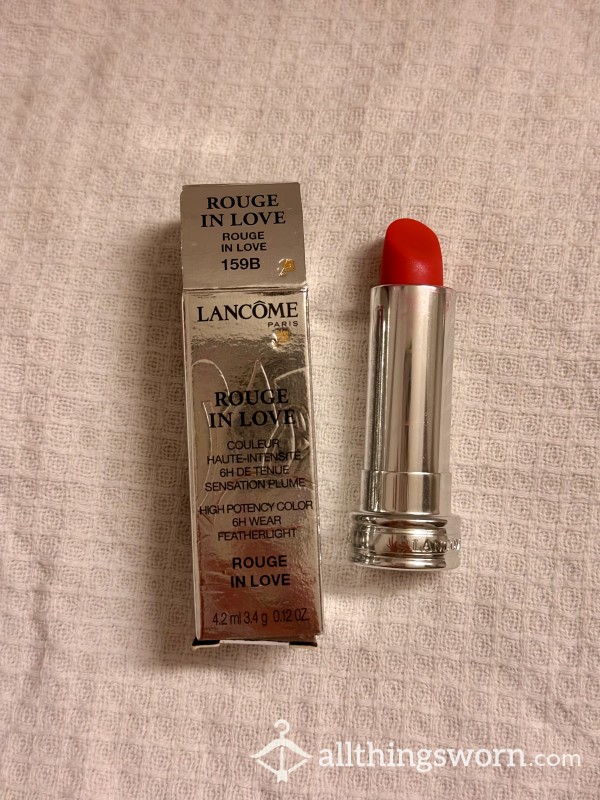 ROUGE
IN LOVE
ROUGE
IN LOVE
159B
LANCÔME
PARIS
ROUGE
IN LOVE
COULEUR
HAUTE-INTENSITÉ
6H DE TENUE
SENSATION PLUME
HIGH POTENCY COLOR
6H WEAR
FEATHERLIGHT
ROUGE
IN LOVE
4.2 ml 3.4 g 0.12 OZ.
allthingsworn.com